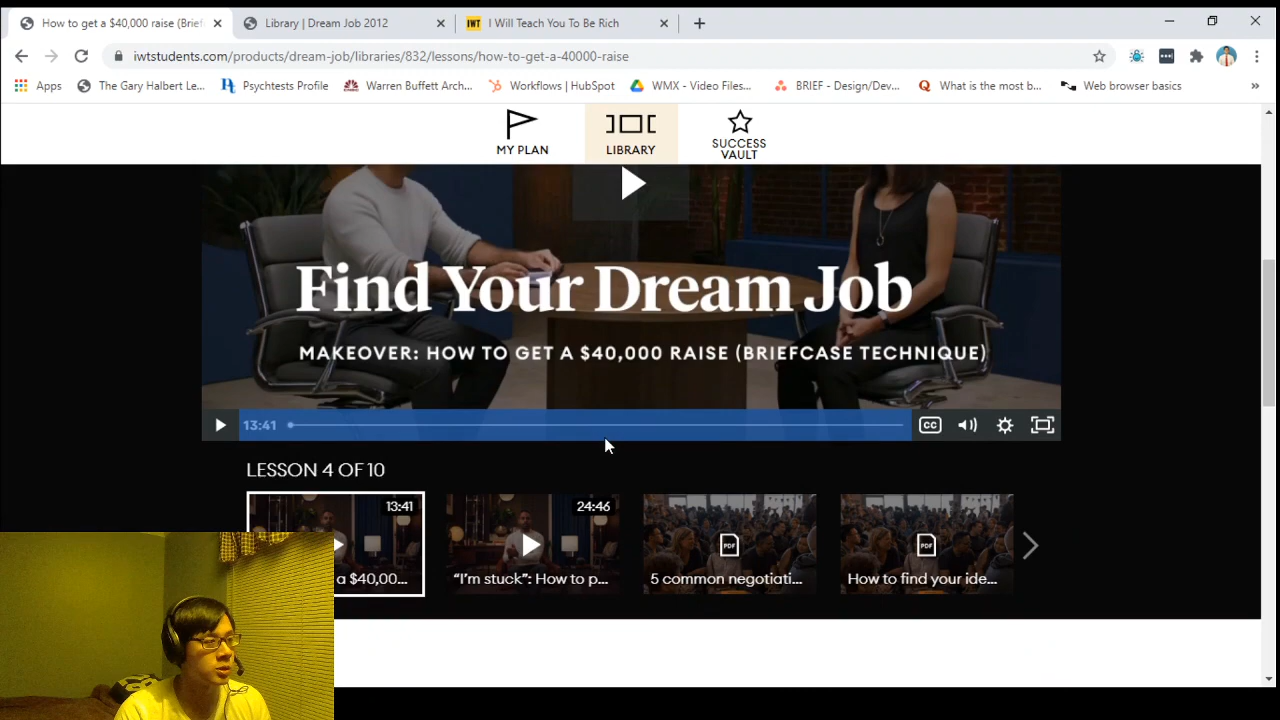 How to get a $40,000 raise (Brief
Library | Dream Job 2012
IWT I Will Teach You To Be Rich
iwtstudents.com/products/dream-job/libraries/832/lessons/how-to-get-a-40000-raise
Apps
The Gary Halbert Le...
Psychtests Profile
Warren Buffett Arch...
Workflows | HubSpot
WMX - Video Files...
BRIEF - Design/Dev...
What is the most b...
Web browser basics
»
MY PLAN
LIBRARY
SUCCESS
VAULT
Find Your Dream Job
MAKEOVER: HOW TO GET A $40,000 RAISE (BRIEFCASE TECHNIQUE)
13:41
CC
LESSON 4 OF 10
13:41
24:46
PDF
PDF
a $40,00...
"I'm stuck": How to p...
5 common negotiati...
How to find your ide...